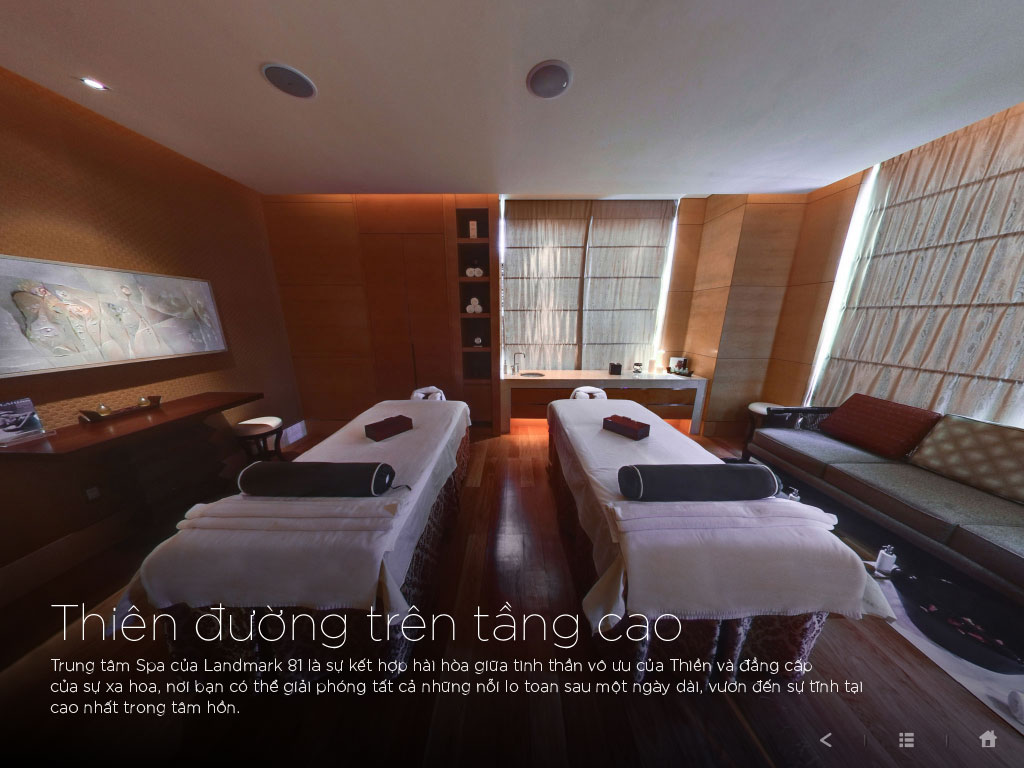 Thiên đường trên tầng cao
Trung tâm Spa của Landmark 81 là sự kết hợp hài hòa giữa tinh thần vô ưu của Thiền và đẳng cấp
của sự xa hoa, nơi bạn có thể giải phóng tất cả những nỗi lo toan sau một ngày dài, vươn đến sự tĩnh tại
cao nhất trong tâm hồn.